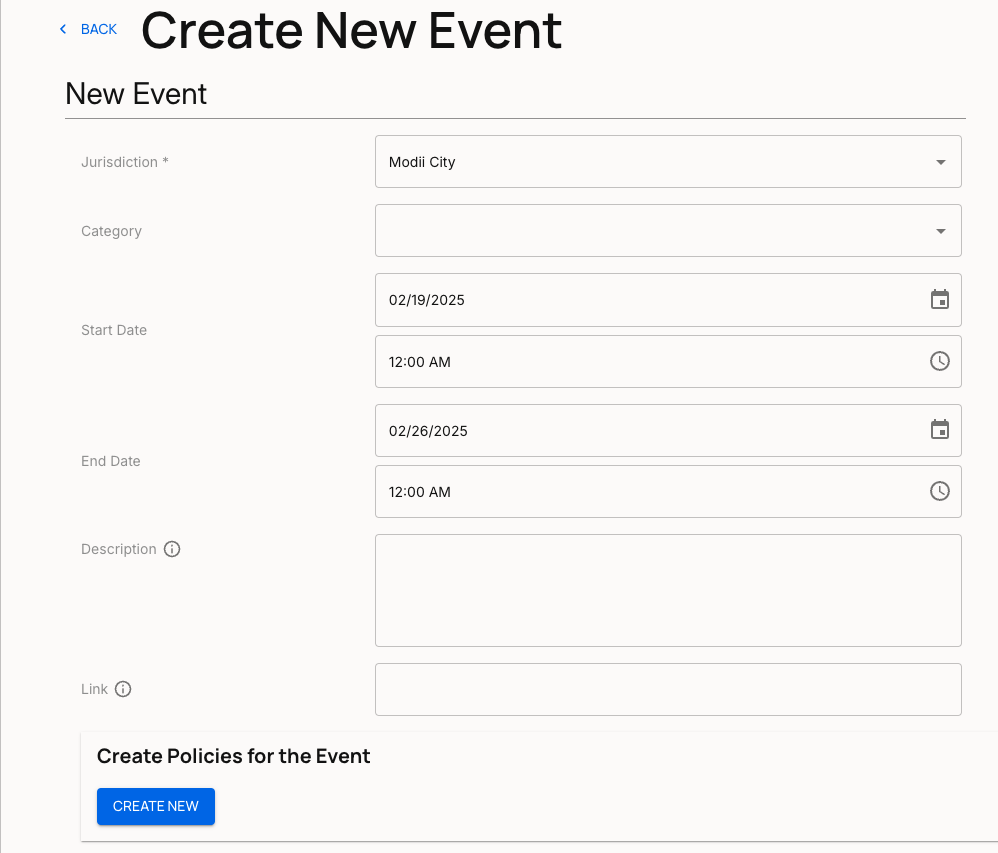 BACK Create New Event
New Event
Jurisdiction * Modii City
Category
Start Date
02/19/2025
12:00 AM
End Date
02/26/2025
12:00 AM
Description
Link
Create Policies for the Event
CREATE NEW